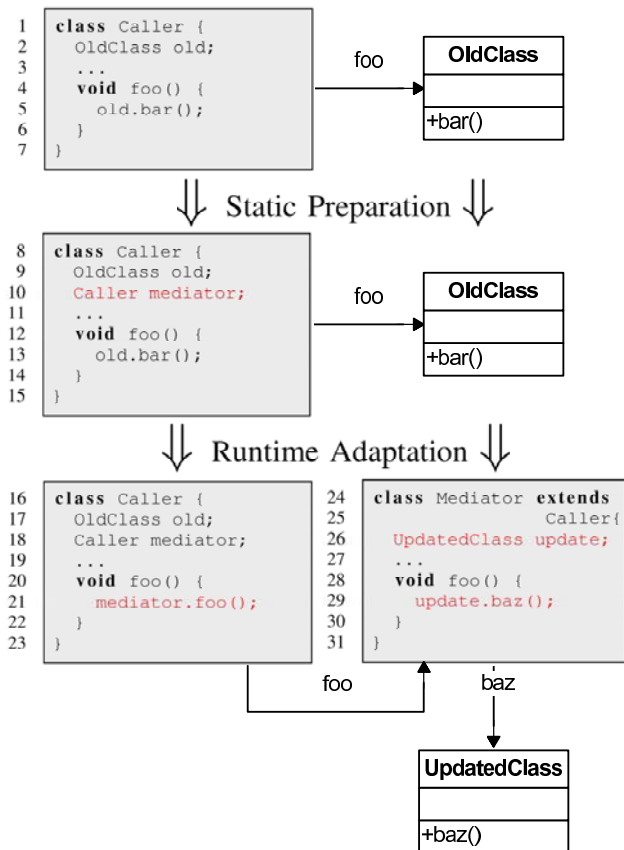 1 class Caller {
2 OldClass old;
3 ...
4 void foo() {
5 old.bar();
6 }
7 }
foo
OldClass
+bar()
Static Preparation
8 class Caller {
9 OldClass old;
10 Caller mediator;
11 ...
12 void foo() {
13 old.bar();
14 }
15 }
foo
OldClass
+bar()
Runtime Adaptation
16 class Caller {
17 OldClass old;
18 Caller mediator;
19 ...
20 void foo() {
21 mediator.foo();
22 }
23 }
24 class Mediator extends
25 Caller{
26 UpdatedClass update;
27 ...
28 void foo() {
29 update.baz();
30 }
31 }
foo
baz
UpdatedClass
+baz()